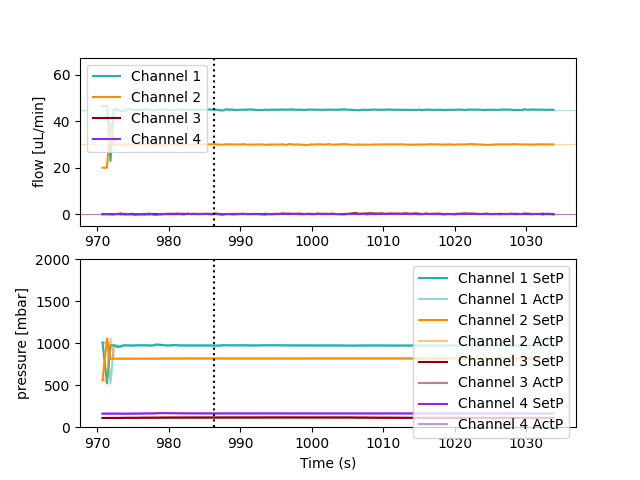 60
40
20
0
flow [uL/min]
Channel 1
Channel 2
Channel 3
Channel 4
970 980 990 1000 1010 1020 1030
2000
1500
1000
500
0
pressure [mbar]
Channel 1 SetP
Channel 1 ActP
Channel 2 SetP
Channel 2 ActP
Channel 3 SetP
Channel 3 ActP
Channel 4 SetP
Channel 4 ActP
970 980 990 1000 1010 1020 1030
Time (s)